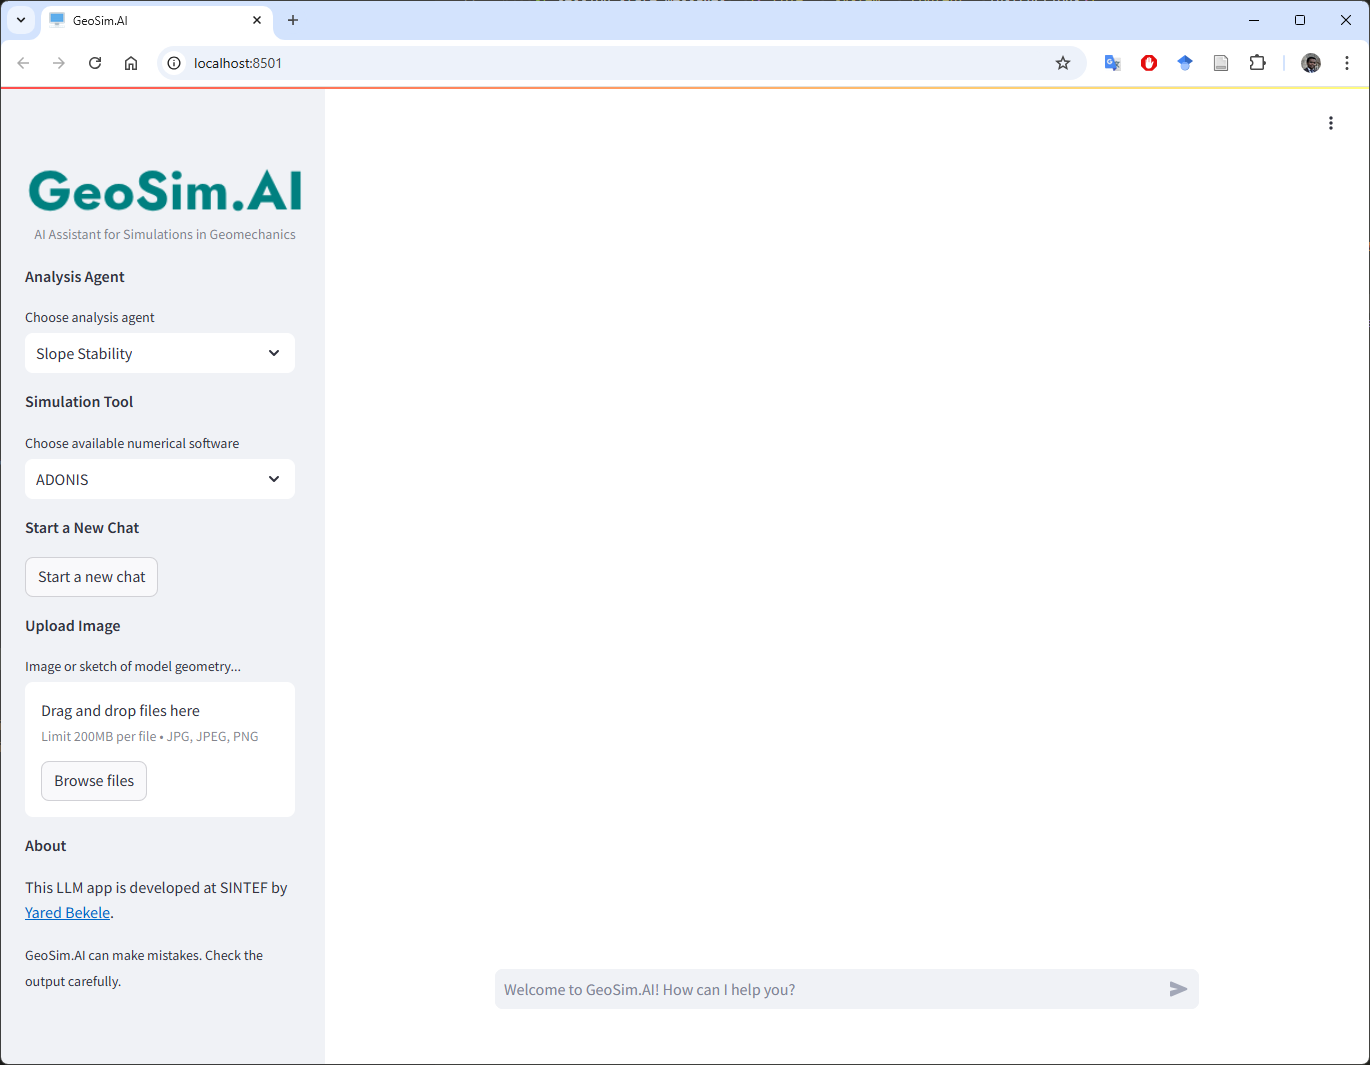 GeoSim.AI
localhost:8501
GeoSim.AI
AI Assistant for Simulations in Geomechanics
Analysis Agent
Choose analysis agent
Slope Stability
Simulation Tool
Choose available numerical software
ADONIS
Start a New Chat
Start a new chat
Upload Image
Image or sketch of model geometry...
Drag and drop files here
Limit 200MB per file • JPG, JPEG, PNG
Browse files
About
This LLM app is developed at SINTEF by
Yared Bekele.
GeoSim.AI can make mistakes. Check the
output carefully.
Welcome to GeoSim.AI! How can I help you?